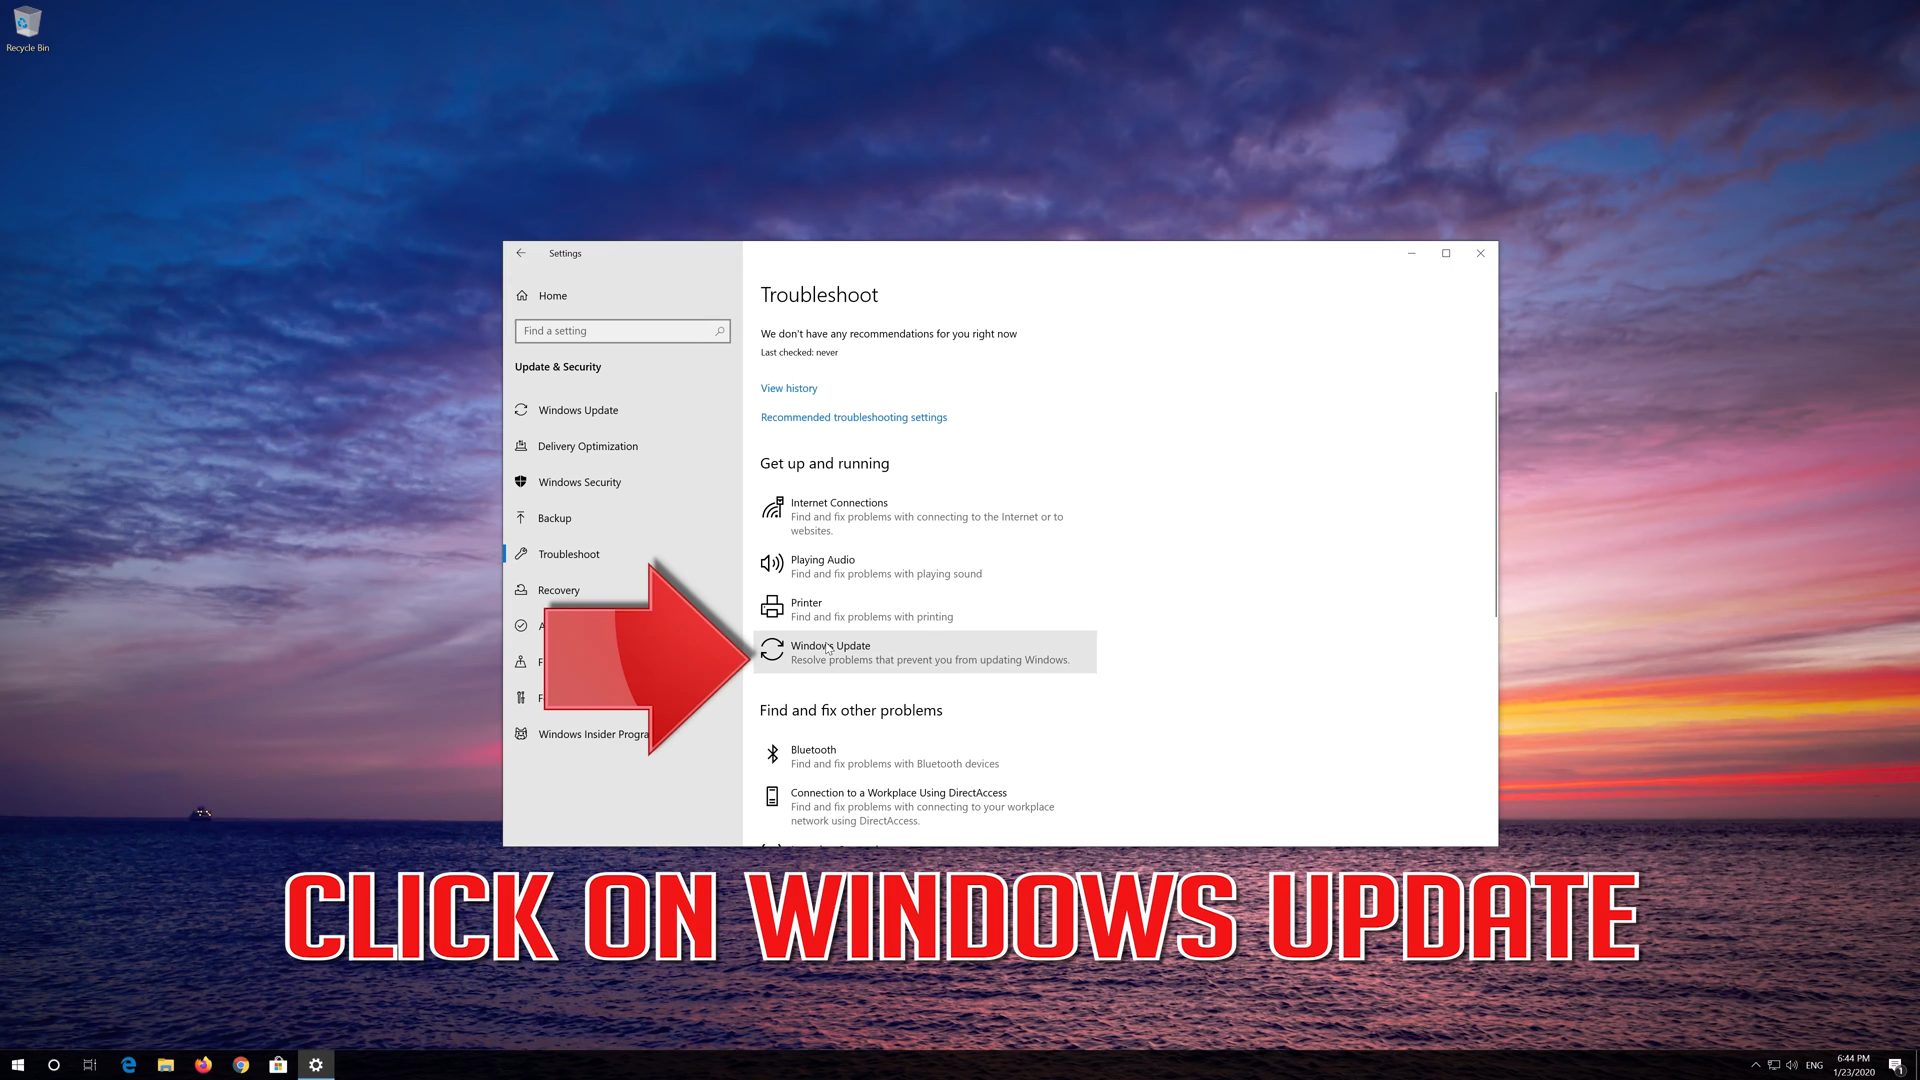 Recycle Bin
Settings
Home
Find a setting
Update & Security
Windows Update
Delivery Optimization
Windows Security
Backup
Troubleshoot
Recovery
A
F
F
Windows Insider Progra
Troubleshoot
We don't have any recommendations for you right now
Last checked: never
View history
Recommended troubleshooting settings
Get up and running
Internet Connections
Find and fix problems with connecting to the Internet or to
websites.
Playing Audio
Find and fix problems with playing sound
Printer
Find and fix problems with printing
Windows Update
Resolve problems that prevent you from updating Windows.
Find and fix other problems
Bluetooth
Find and fix problems with Bluetooth devices
Connection to a Workplace Using DirectAccess
Find and fix problems with connecting to your workplace
network using DirectAccess.
CLICK ON WINDOWS UPDATE
ENG
6:44 PM
1/23/2020
1